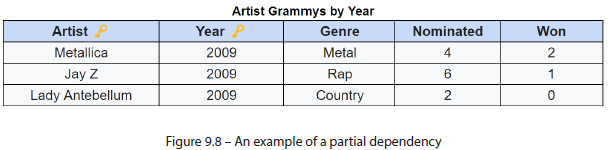 Artist Grammys by Year
Artist Year Genre Nominated Won
Metallica 2009 Metal 4 2
Jay Z 2009 Rap 6 1
Lady Antebellum 2009 Country 2 0
Figure 9.8 – An example of a partial dependency